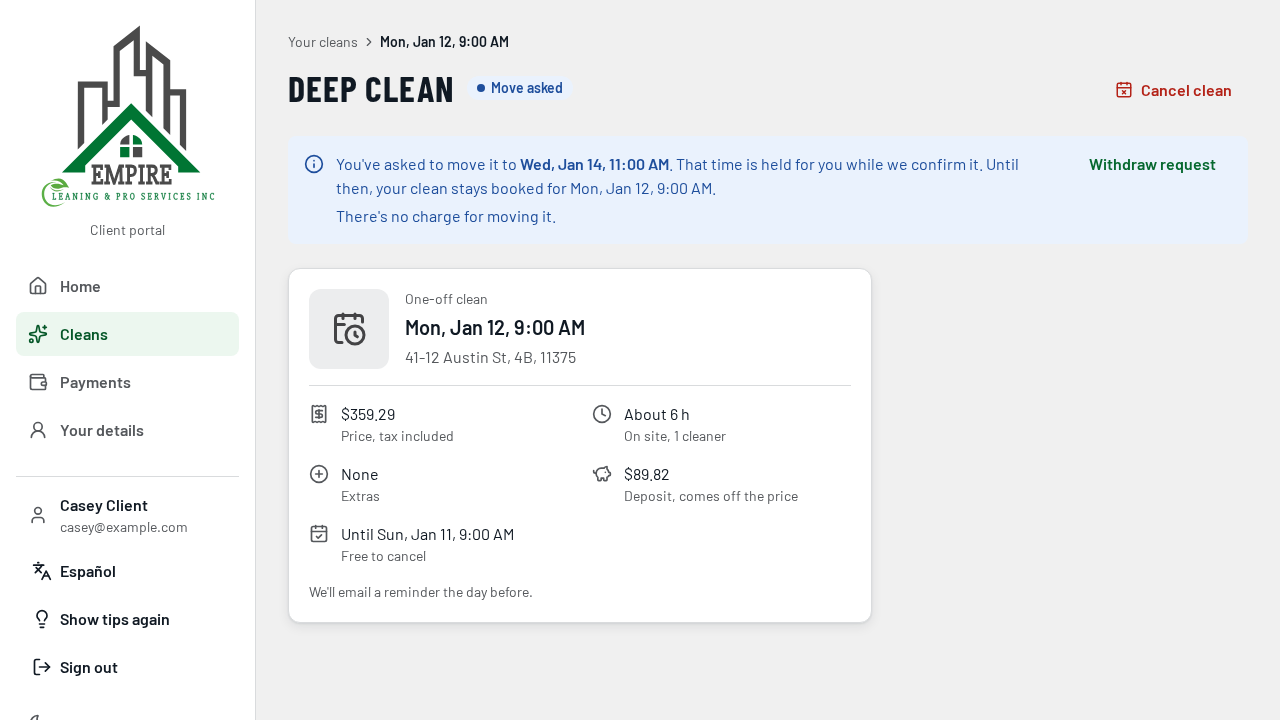 EMPIRE
LEANING & PRO SERVICES INC
Client portal
Home
Cleans
Payments
Your details
Casey Client
casey@example.com
Español
Show tips again
Sign out
Your cleans > Mon, Jan 12, 9:00 AM
DEEP CLEAN
Move asked
Cancel clean
You've asked to move it to Wed, Jan 14, 11:00 AM. That time is held for you while we confirm it. Until
then, your clean stays booked for Mon, Jan 12, 9:00 AM.
There's no charge for moving it.
Withdraw request
One-off clean
Mon, Jan 12, 9:00 AM
41-12 Austin St, 4B, 11375
$359.29
Price, tax included
About 6 h
On site, 1 cleaner
None
Extras
$89.82
Deposit, comes off the price
Until Sun, Jan 11, 9:00 AM
Free to cancel
We'll email a reminder the day before.